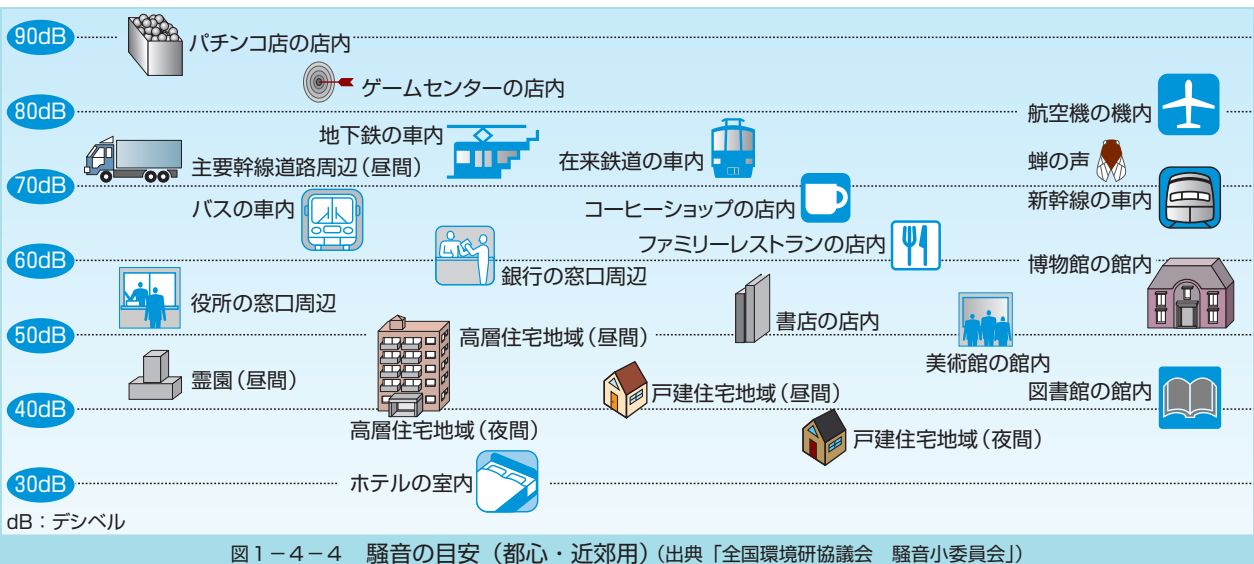 90dB
パチンコ店の店内
ゲームセンターの店内
80dB
航空機の機内
地下鉄の車内
主要幹線道路周辺（昼間）
在来鉄道の車内
蝉の声
70dB
バスの車内
コーヒーショップの店内
新幹線の車内
ファミリーレストランの店内
60dB
銀行の窓口周辺
博物館の館内
役所の窓口周辺
書店の店内
50dB
高層住宅地域（昼間）
美術館の館内
霊園（昼間）
戸建住宅地域（昼間）
図書館の館内
40dB
高層住宅地域（夜間）
戸建住宅地域（夜間）
30dB
ホテルの室内
dB：デシベル
図１－４－４　騒音の目安（都心・近郊用）（出典「全国環境研協議会　騒音小委員会」）